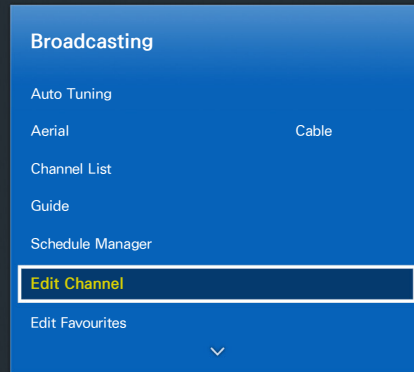 Broadcasting
Auto Tuning
Aerial Cable
Channel List
Guide
Schedule Manager
Edit Channel
Edit Favourites